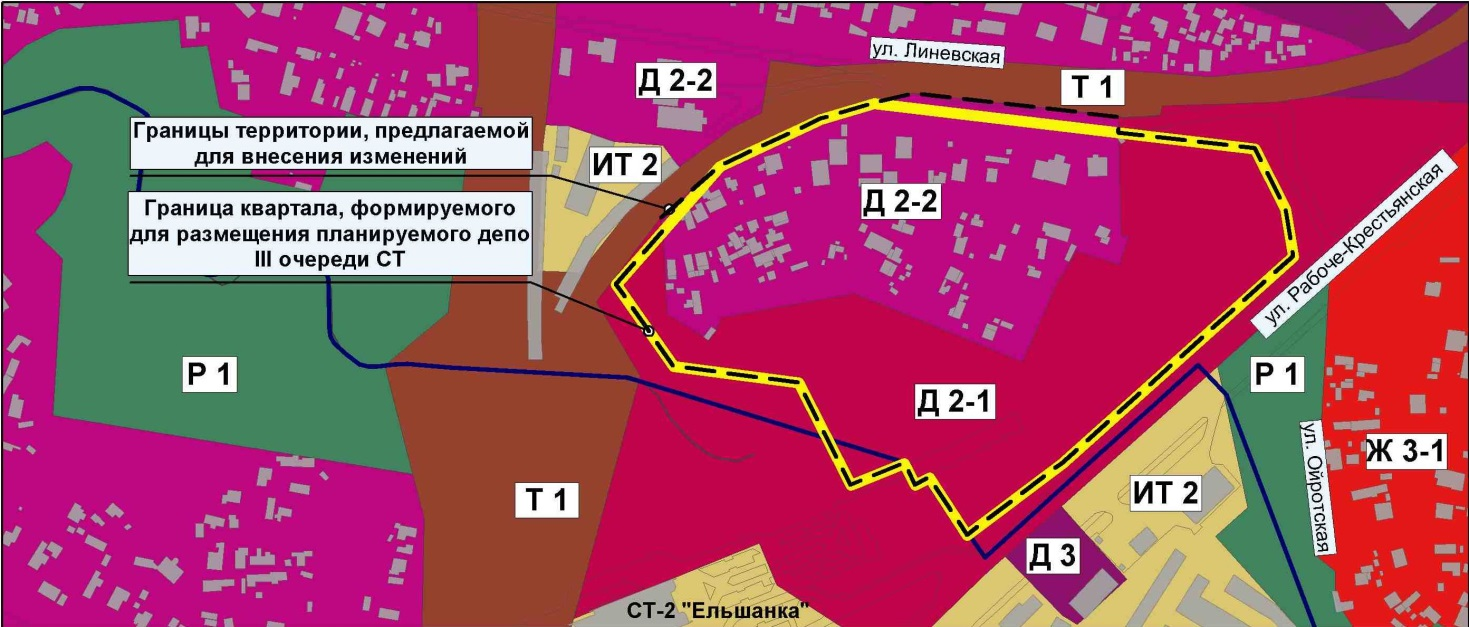 ул. Линевская
Д 2-2
Т 1
Границы территории, предлагаемой
для внесения изменений
ИТ 2
Граница квартала, формируемого
для размещения планируемого депо
III очереди СТ
Д 2-2
ул. Рабоче-Крестьянская
Р 1
Р 1
Д 2-1
ул. Ойротская
Ж 3-1
Т 1
ИТ 2
Д 3
СТ-2 "Ельшанка"